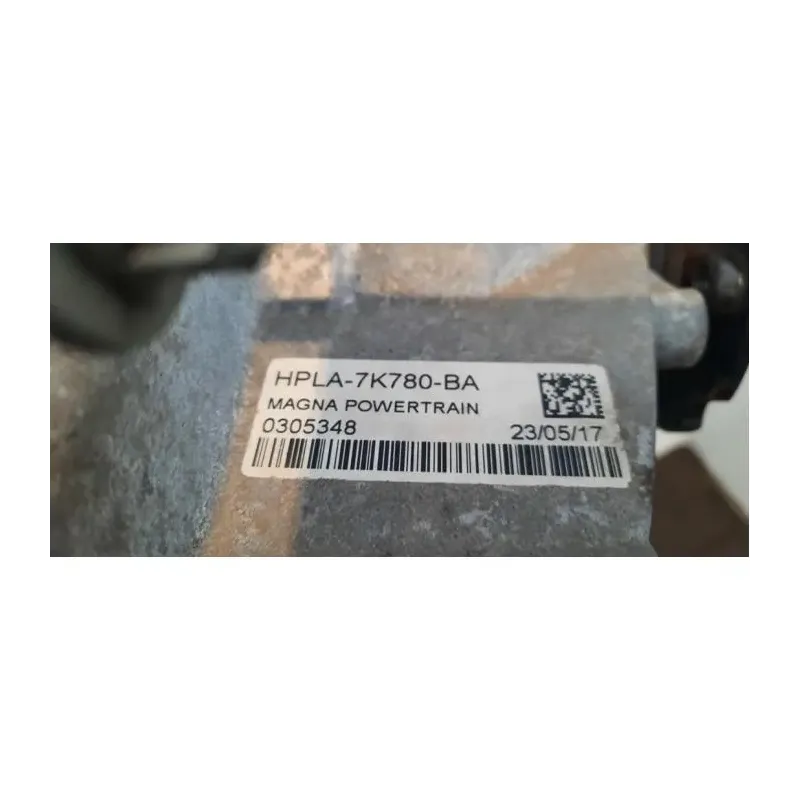 HPLA-7K780-BA
MAGNA POWERTRAIN
0305348 23/05/17